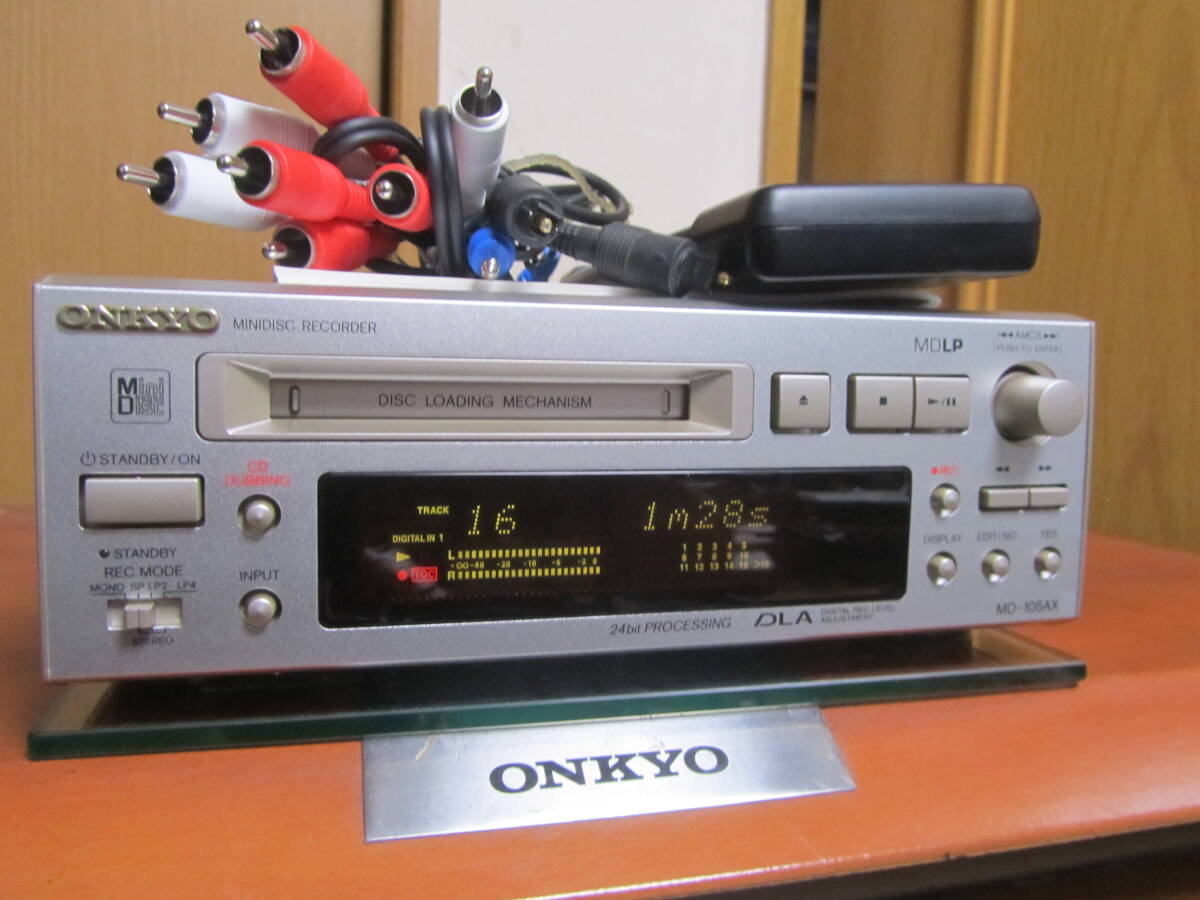 ONKYO MINIDISC RECORDER
MDLP
AMCS
(PUSH TO ENTER)
Mini Disc
DISC LOADING MECHANISM
STANDBY/ON
CD DUBBING
REC
TRACK 16 1m28s
DIGITAL IN 1
L
-∞ -40 -20 -10 -6 -2 0
R
TOC
1 2 3 4 5
6 7 8 9 10
11 12 13 14 15 >15
STANDBY
REC MODE
MONO SP LP2 LP4
STEREO
INPUT
DISPLAY EDIT/NO YES
24bit PROCESSING
DLA DIGITAL REC LEVEL ADJUSTMENT
MD-105AX
ONKYO